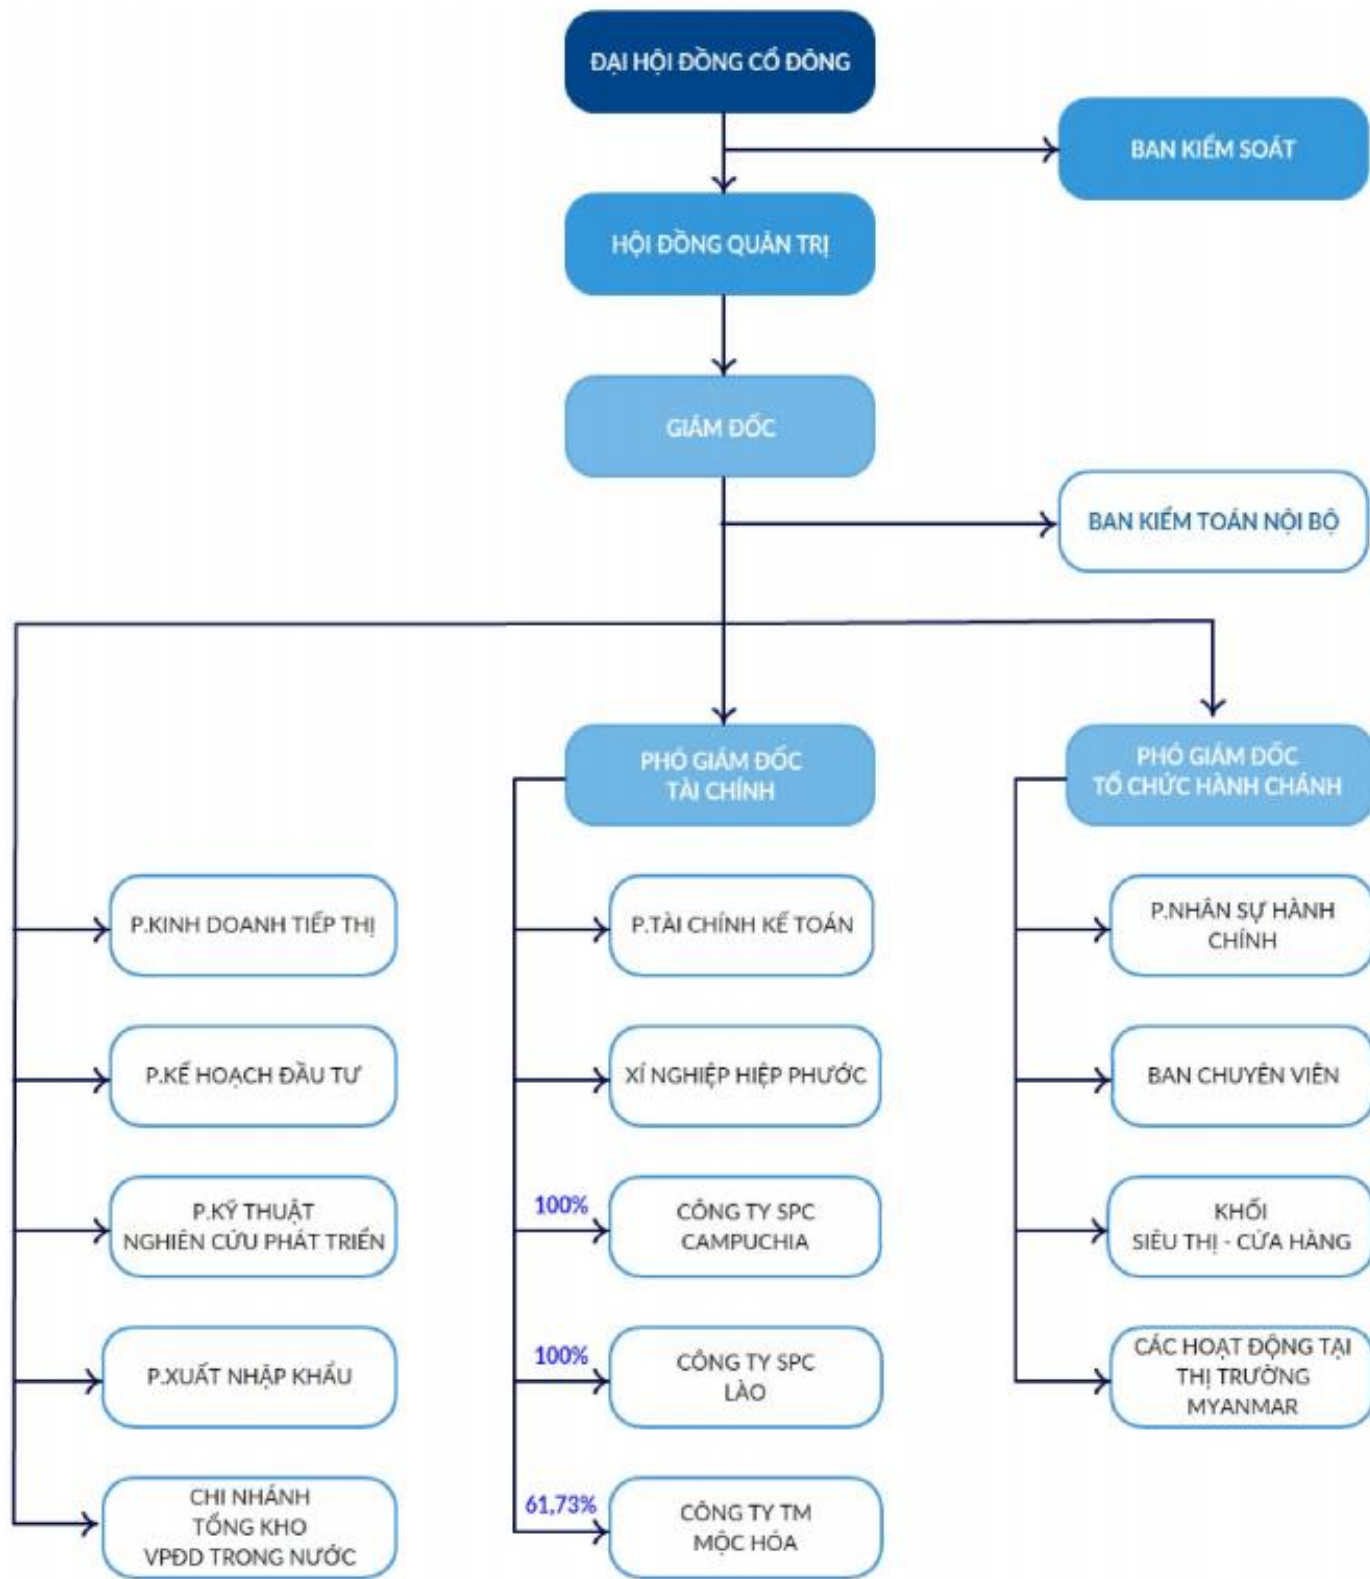 ĐẠI HỘI ĐỒNG CỔ ĐÔNG
BAN KIỂM SOÁT
HỘI ĐỒNG QUẢN TRỊ
GIÁM ĐỐC
BAN KIỂM TOÁN NỘI BỘ
PHÓ GIÁM ĐỐC
TÀI CHÍNH
PHÓ GIÁM ĐỐC
TỔ CHỨC HÀNH CHÁNH
P.KINH DOANH TIẾP THỊ
P.TÀI CHÍNH KẾ TOÁN
P.NHÂN SỰ HÀNH
CHÍNH
P.KẾ HOẠCH ĐẦU TƯ
XÍ NGHIỆP HIỆP PHƯỚC
BAN CHUYÊN VIÊN
P.KỸ THUẬT
NGHIÊN CỨU PHÁT TRIỂN
100%
CÔNG TY SPC
CAMPUCHIA
KHỐI
SIÊU THỊ - CỬA HÀNG
P.XUẤT NHẬP KHẨU
100%
CÔNG TY SPC
LÀO
CÁC HOẠT ĐỘNG TẠI
THỊ TRƯỜNG
MYANMAR
CHI NHÁNH
TỔNG KHO
VPĐD TRONG NƯỚC
61,73%
CÔNG TY TM
MỘC HÓA